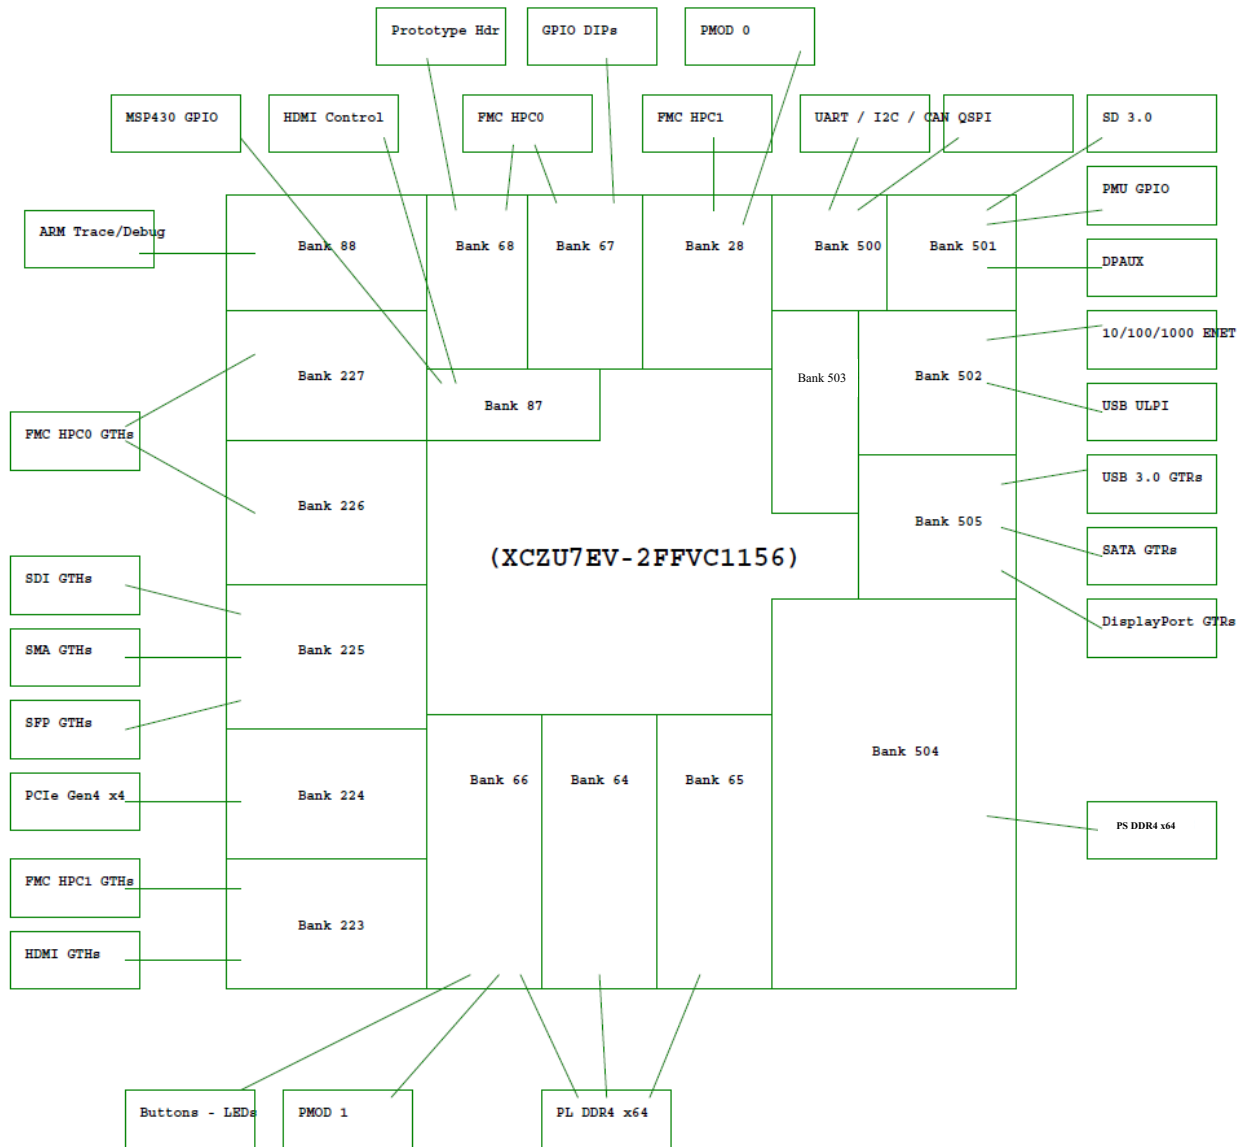 Prototype Hdr
GPIO DIPs
PMOD 0
MSP430 GPIO
HDMI Control
FMC HPC0
FMC HPC1
UART / I2C / CAN
QSPI
SD 3.0
PMU GPIO
ARM Trace/Debug
Bank 88
Bank 68
Bank 67
Bank 28
Bank 500
Bank 501
DPAUX
10/100/1000 ENET
Bank 227
Bank 87
Bank 503
Bank 502
USB ULPI
FMC HPC0 GTHs
USB 3.0 GTRs
Bank 226
Bank 505
(XCZU7EV-2FFVC1156)
SATA GTRs
SDI GTHs
DisplayPort GTRs
SMA GTHs
Bank 225
SFP GTHs
Bank 504
PCIe Gen4 x4
Bank 224
Bank 66
Bank 64
Bank 65
PS DDR4 x64
FMC HPC1 GTHs
Bank 223
HDMI GTHs
Buttons - LEDs
PMOD 1
PL DDR4 x64